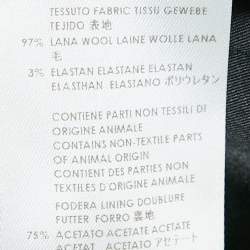 TESSUTO FABRIC TISSU GEWEBE
TEJIDO 表地
97% LANA WOOL LAINE WOLLE LANA
毛
3% ELASTAN ELASTANE ELASTAN
ELASTHAN ELASTANO ポリウレタン
CONTIENE PARTI NON TESSILI DI
ORIGINE ANIMALE
CONTAINS NON-TEXTILE PARTS
OF ANIMAL ORIGIN
CONTIENT DES PARTIES NON
TEXTILES D'ORIGINE ANIMALE
FODERA LINING DOUBLURE
FUTTER FORRO 裏地
75% ACETATO ACETATE ACETATE
ACETAT ACETATO アセテート